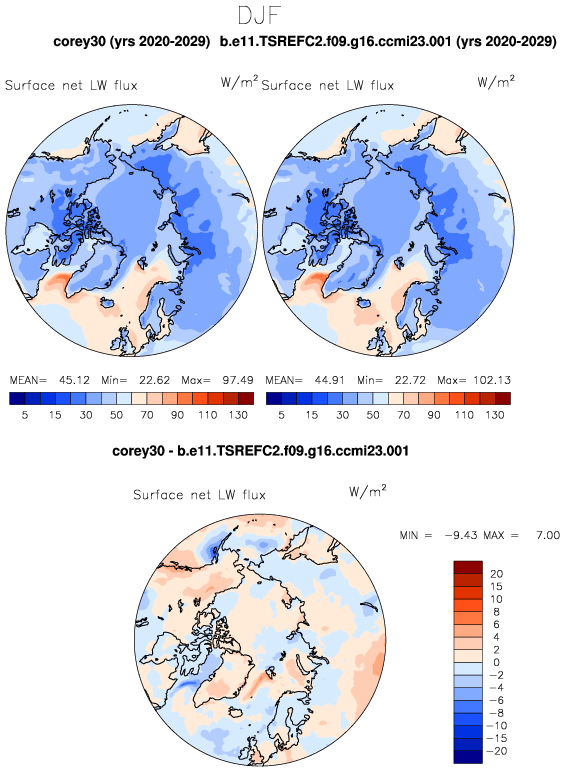 DJF
corey30 (yrs 2020-2029) b.e11.TSREFC2.f09.g16.ccmi23.001 (yrs 2020-2029)
Surface net LW flux W/m² Surface net LW flux W/m²
MEAN= 45.12 Min= 22.62 Max= 97.49 MEAN= 44.91 Min= 22.72 Max= 102.13
5 15 30 50 70 90 110 130 5 15 30 50 70 90 110 130
corey30 - b.e11.TSREFC2.f09.g16.ccmi23.001
Surface net LW flux W/m²
MIN = -9.43 MAX = 7.00
20
15
10
8
6
4
2
0
-2
-4
-6
-8
-10
-15
-20